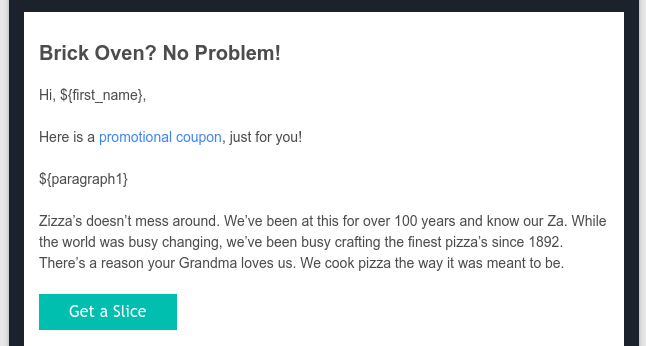 Brick Oven? No Problem!
Hi, ${first_name},
Here is a promotional coupon, just for you!
${paragraph1}
Zizza’s doesn’t mess around. We’ve been at this for over 100 years and know our Za. While
the world was busy changing, we’ve been busy crafting the finest pizza’s since 1892.
There’s a reason your Grandma loves us. We cook pizza the way it was meant to be.
Get a Slice